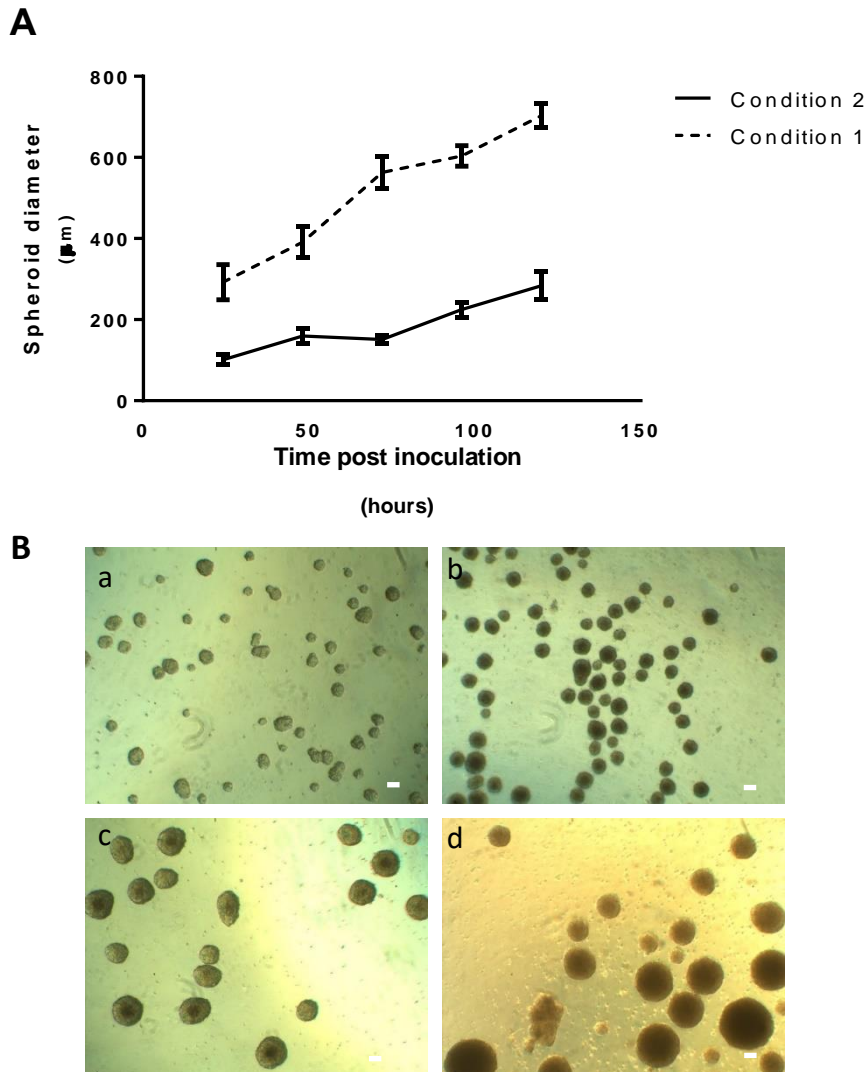 A
800
600
400
200
0
Spheroid diameter
(μm)
0 50 100 150
Time post inoculation
(hours)
Condition 2
Condition 1
B
a
b
c
d